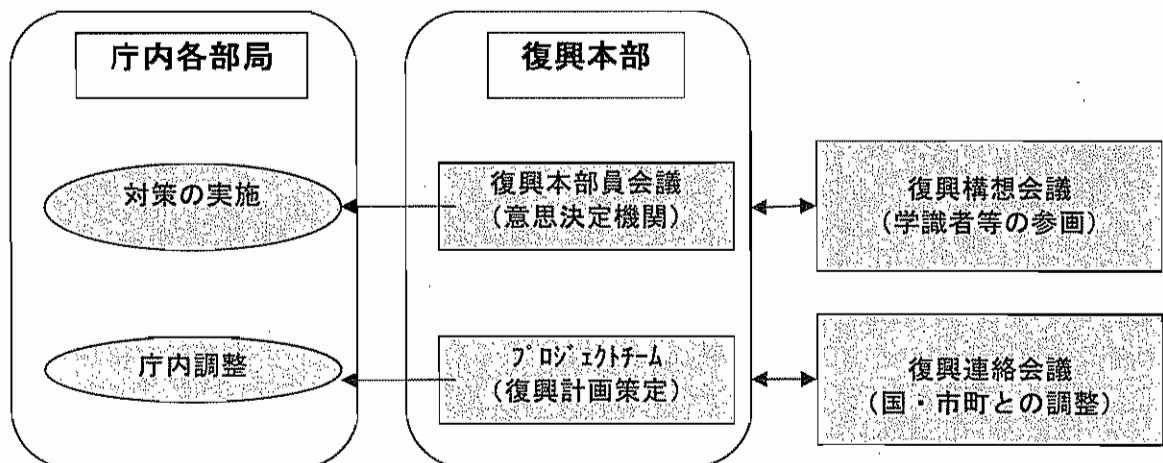 庁内各部局
復興本部
対策の実施
復興本部員会議
(意思決定機関)
復興構想会議
(学識者等の参画)
庁内調整
プロジェクトチーム
(復興計画策定)
復興連絡会議
(国・市町との調整)